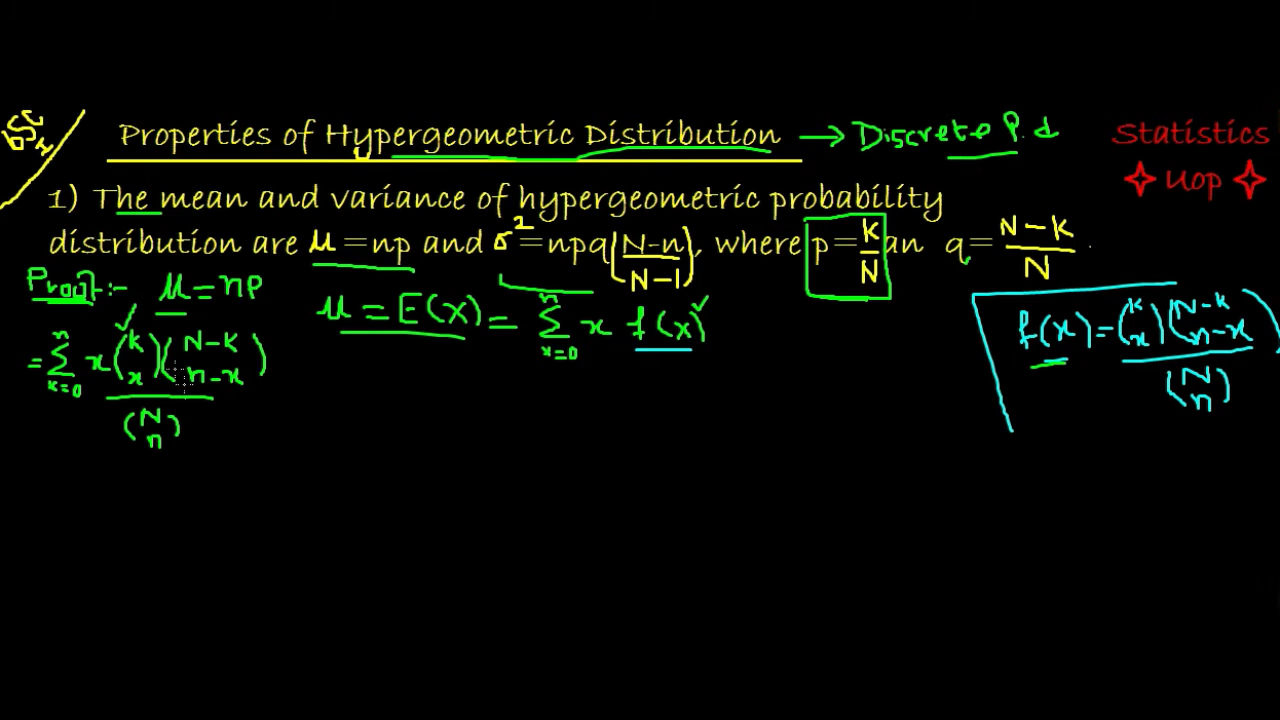 Properties of Hypergeometric Distribution → Discrete P.d
Statistics
✧ Uop ✧
1) The mean and variance of hypergeometric probability
distribution are μ=np and σ²=npq(N-n / N-1), where p=k/N an q= N-k / N
Proof:- μ=np
μ = E(x) = Σ_{x=0}^{n} x f(x)
f(x) = (k x)(N-k n-x) / (N n)
= Σ_{x=0}^{n} x (k x)(N-k n-x) / (N n)